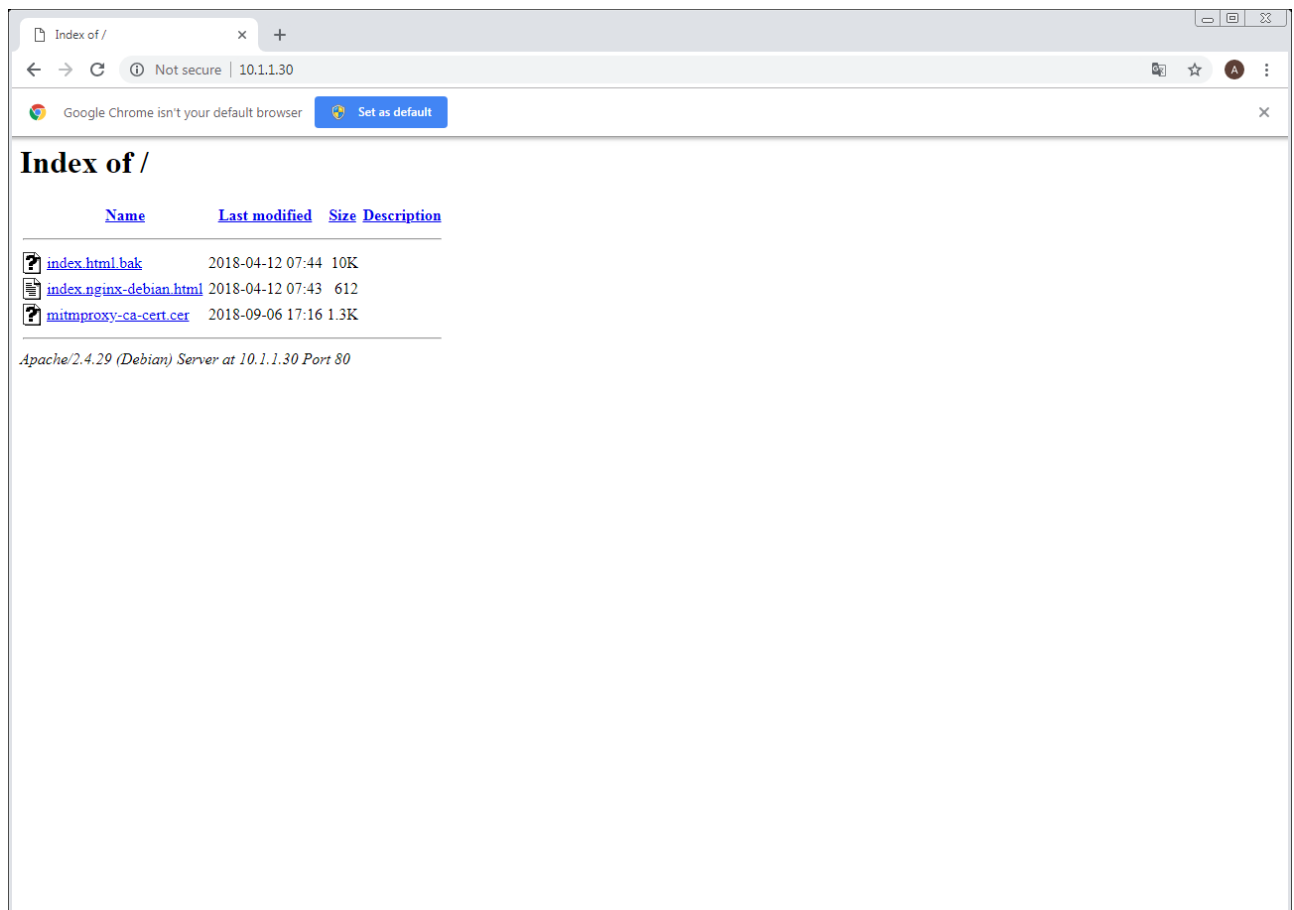 Index of /
Not secure | 10.1.1.30
A
Google Chrome isn't your default browser Set as default
Index of /
Name Last modified Size Description
index.html.bak 2018-04-12 07:44 10K
index.nginx-debian.html 2018-04-12 07:43 612
mitmproxy-ca-cert.cer 2018-09-06 17:16 1.3K
Apache/2.4.29 (Debian) Server at 10.1.1.30 Port 80